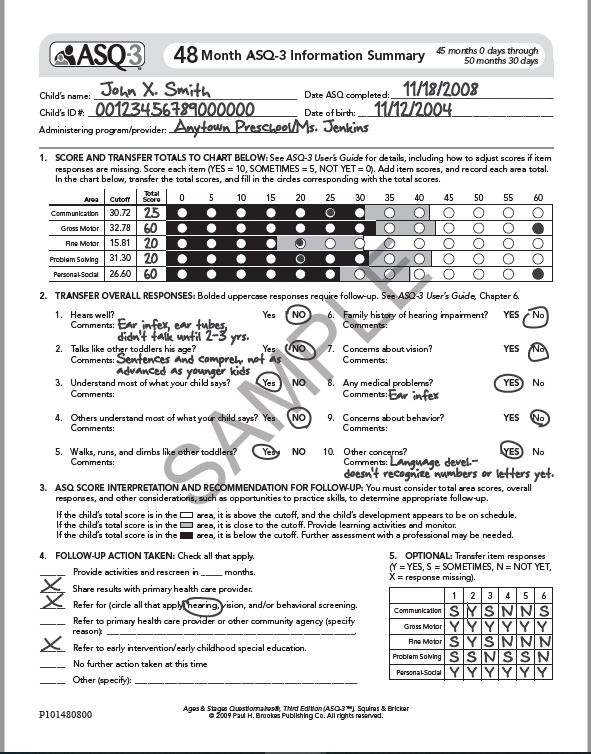 ASQ-3
48 Month ASQ-3 Information Summary
45 months 0 days through
50 months 30 days
Child's name: John X. Smith
Date ASQ completed: 11/18/2008
Child's ID #: 00123456789000000
Date of birth: 11/12/2004
Administering program/provider: Anytown Preschool/Ms. Jenkins
1. SCORE AND TRANSFER TOTALS TO CHART BELOW: See ASQ-3 User's Guide for details, including how to adjust scores if item
responses are missing. Score each item (YES = 10, SOMETIMES = 5, NOT YET = 0). Add item scores, and record each area total.
In the chart below, transfer the total scores, and fill in the circles corresponding with the total scores.
Area Cutoff Total Score 0 5 10 15 20 25 30 35 40 45 50 55 60
Communication 30.72 25
Gross Motor 32.78 60
Fine Motor 15.81 20
Problem Solving 31.30 20
Personal-Social 26.60 60
2. TRANSFER OVERALL RESPONSES: Bolded uppercase responses require follow-up. See ASQ-3 User's Guide, Chapter 6.
1. Hears well? Yes NO
Comments: Ear infex, ear tubes,
didn't talk until 2-3 yrs.
6. Family history of hearing impairment? YES No
Comments:
2. Talks like other toddlers his age? Yes NO
Comments: Sentences and compreh. not as
advanced as younger kids
7. Concerns about vision? YES No
Comments:
3. Understand most of what your child says? Yes NO
Comments:
8. Any medical problems? YES No
Comments: Ear infex
4. Others understand most of what your child says? Yes NO
Comments:
9. Concerns about behavior? YES No
Comments:
5. Walks, runs, and climbs like other toddlers? Yes NO
Comments:
10. Other concerns? YES No
Comments: Language devel.-
doesn't recognize numbers or letters yet.
SAMPLE
3. ASQ SCORE INTERPRETATION AND RECOMMENDATION FOR FOLLOW-UP: You must consider total area scores, overall
responses, and other considerations, such as opportunities to practice skills, to determine appropriate follow-up.
If the child's total score is in the area, it is above the cutoff, and the child's development appears to be on schedule.
If the child's total score is in the area, it is close to the cutoff. Provide learning activities and monitor.
If the child's total score is in the area, it is below the cutoff. Further assessment with a professional may be needed.
4. FOLLOW-UP ACTION TAKEN: Check all that apply.
____ Provide activities and rescreen in ____ months.
X Share results with primary health care provider.
X Refer for (circle all that apply) hearing, vision, and/or behavioral screening.
____ Refer to primary health care provider or other community agency (specify
reason): ____.
X Refer to early intervention/early childhood special education.
____ No further action taken at this time
____ Other (specify): ____
5. OPTIONAL: Transfer item responses
(Y = YES, S = SOMETIMES, N = NOT YET,
X = response missing).
1 2 3 4 5 6
Communication S Y S N N S
Gross Motor Y Y Y Y Y Y
Fine Motor S Y S N N N
Problem Solving S S N S S N
Personal-Social Y Y Y Y Y Y
P101480800
Ages & Stages Questionnaires®, Third Edition (ASQ-3™), Squires & Bricker
© 2009 Paul H. Brookes Publishing Co. All rights reserved.